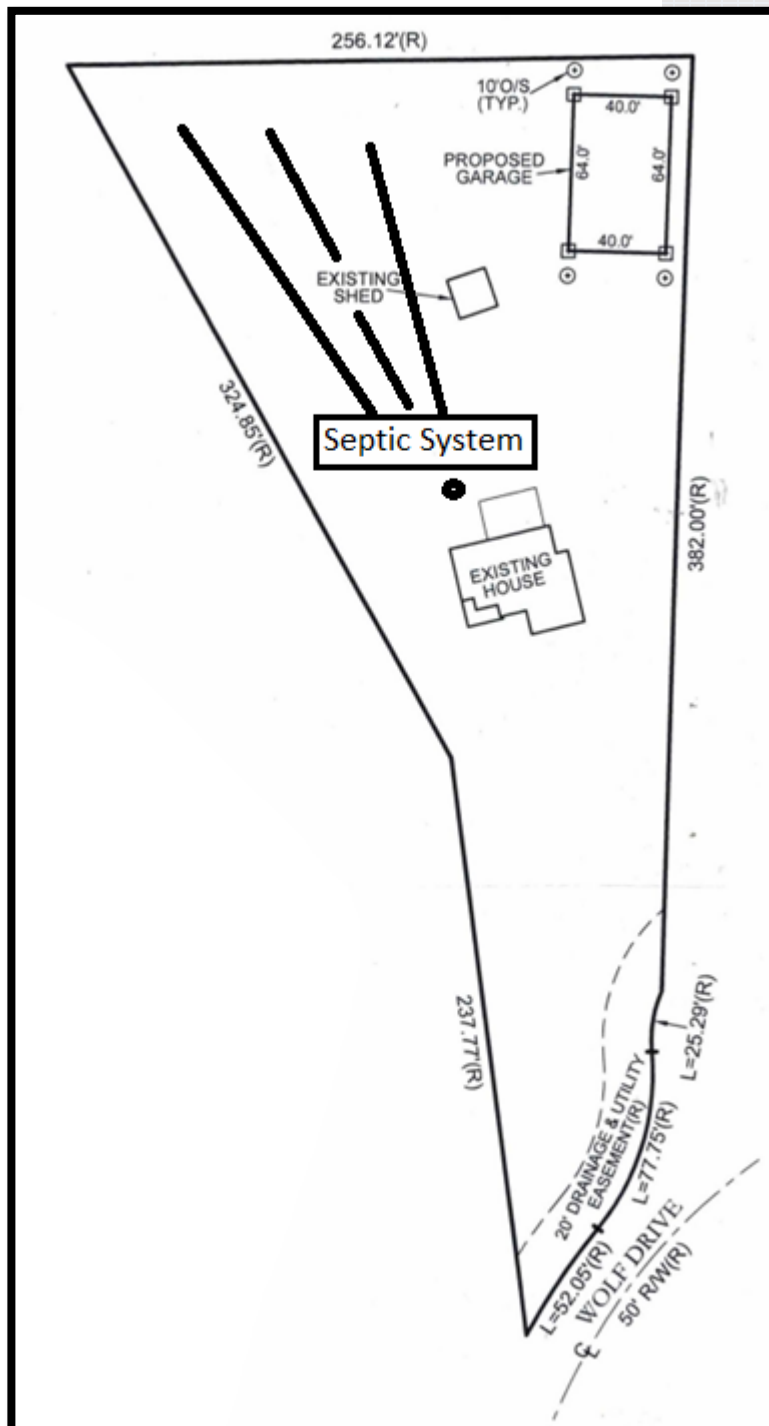 256.12'(R)
10'O/S
(TYP.)
40.0'
PROPOSED
GARAGE
64.0'
64.0'
40.0'
EXISTING
SHED
324.85'(R)
Septic System
382.00'(R)
EXISTING
HOUSE
237.77'(R)
L=25.29'(R)
20' DRAINAGE & UTILITY
EASEMENT(R)
L=77.75'(R)
L=52.05'(R)
WOLF DRIVE
50' R/W(R)
℄